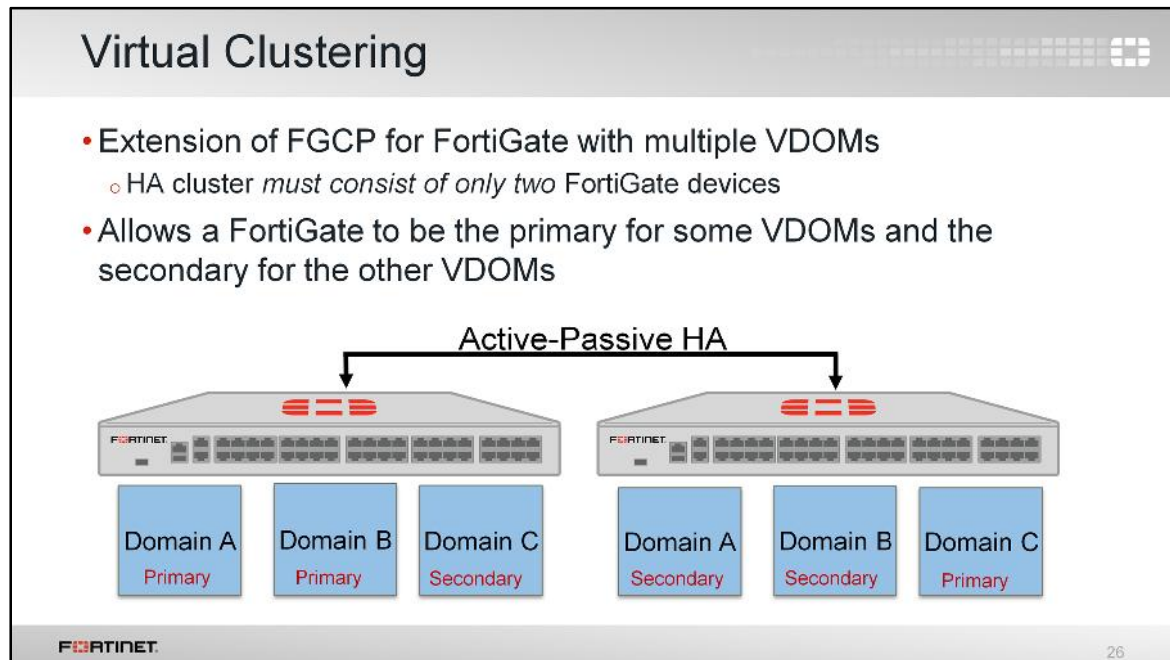 Virtual Clustering
• Extension of FGCP for FortiGate with multiple VDOMs
o HA cluster must consist of only two FortiGate devices
• Allows a FortiGate to be the primary for some VDOMs and the
secondary for the other VDOMs
Active-Passive HA
FORTINET
FORTINET
Domain A
Primary
Domain B
Primary
Domain C
Secondary
Domain A
Secondary
Domain B
Secondary
Domain C
Primary
FORTINET
26